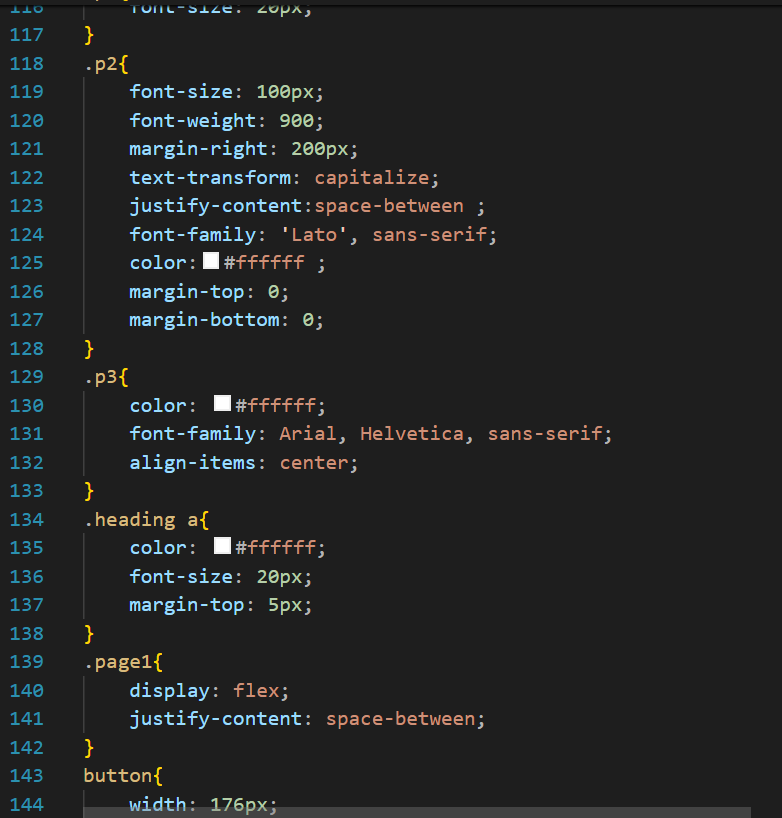 116 font-size: 20px;
117 }
118 .p2{
119 font-size: 100px;
120 font-weight: 900;
121 margin-right: 200px;
122 text-transform: capitalize;
123 justify-content:space-between ;
124 font-family: 'Lato', sans-serif;
125 color: #ffffff ;
126 margin-top: 0;
127 margin-bottom: 0;
128 }
129 .p3{
130 color: #ffffff;
131 font-family: Arial, Helvetica, sans-serif;
132 align-items: center;
133 }
134 .heading a{
135 color: #ffffff;
136 font-size: 20px;
137 margin-top: 5px;
138 }
139 .page1{
140 display: flex;
141 justify-content: space-between;
142 }
143 button{
144 width: 176px;